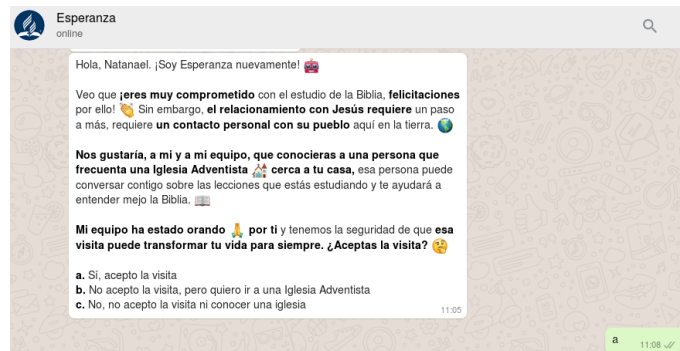 Esperanza
online
Hola, Natanael. ¡Soy Esperanza nuevamente! 🤖
Veo que ¡eres muy comprometido con el estudio de la Biblia, felicitaciones
por ello! 👏 Sin embargo, el relacionamiento con Jesús requiere un paso
a más, requiere un contacto personal con su pueblo aquí en la tierra. 🌎
Nos gustaría, a mi y a mi equipo, que conocieras a una persona que
frecuenta una Iglesia Adventista 🏘️ cerca a tu casa, esa persona puede
conversar contigo sobre las lecciones que estás estudiando y te ayudará a
entender mejo la Biblia. 📖
Mi equipo ha estado orando 🙏 por ti y tenemos la seguridad de que esa
visita puede transformar tu vida para siempre. ¿Aceptas la visita? 🤔
a. Sí, acepto la visita
b. No acepto la visita, pero quiero ir a una Iglesia Adventista
c. No, no acepto la visita ni conocer una iglesia
11:05
a
11:08